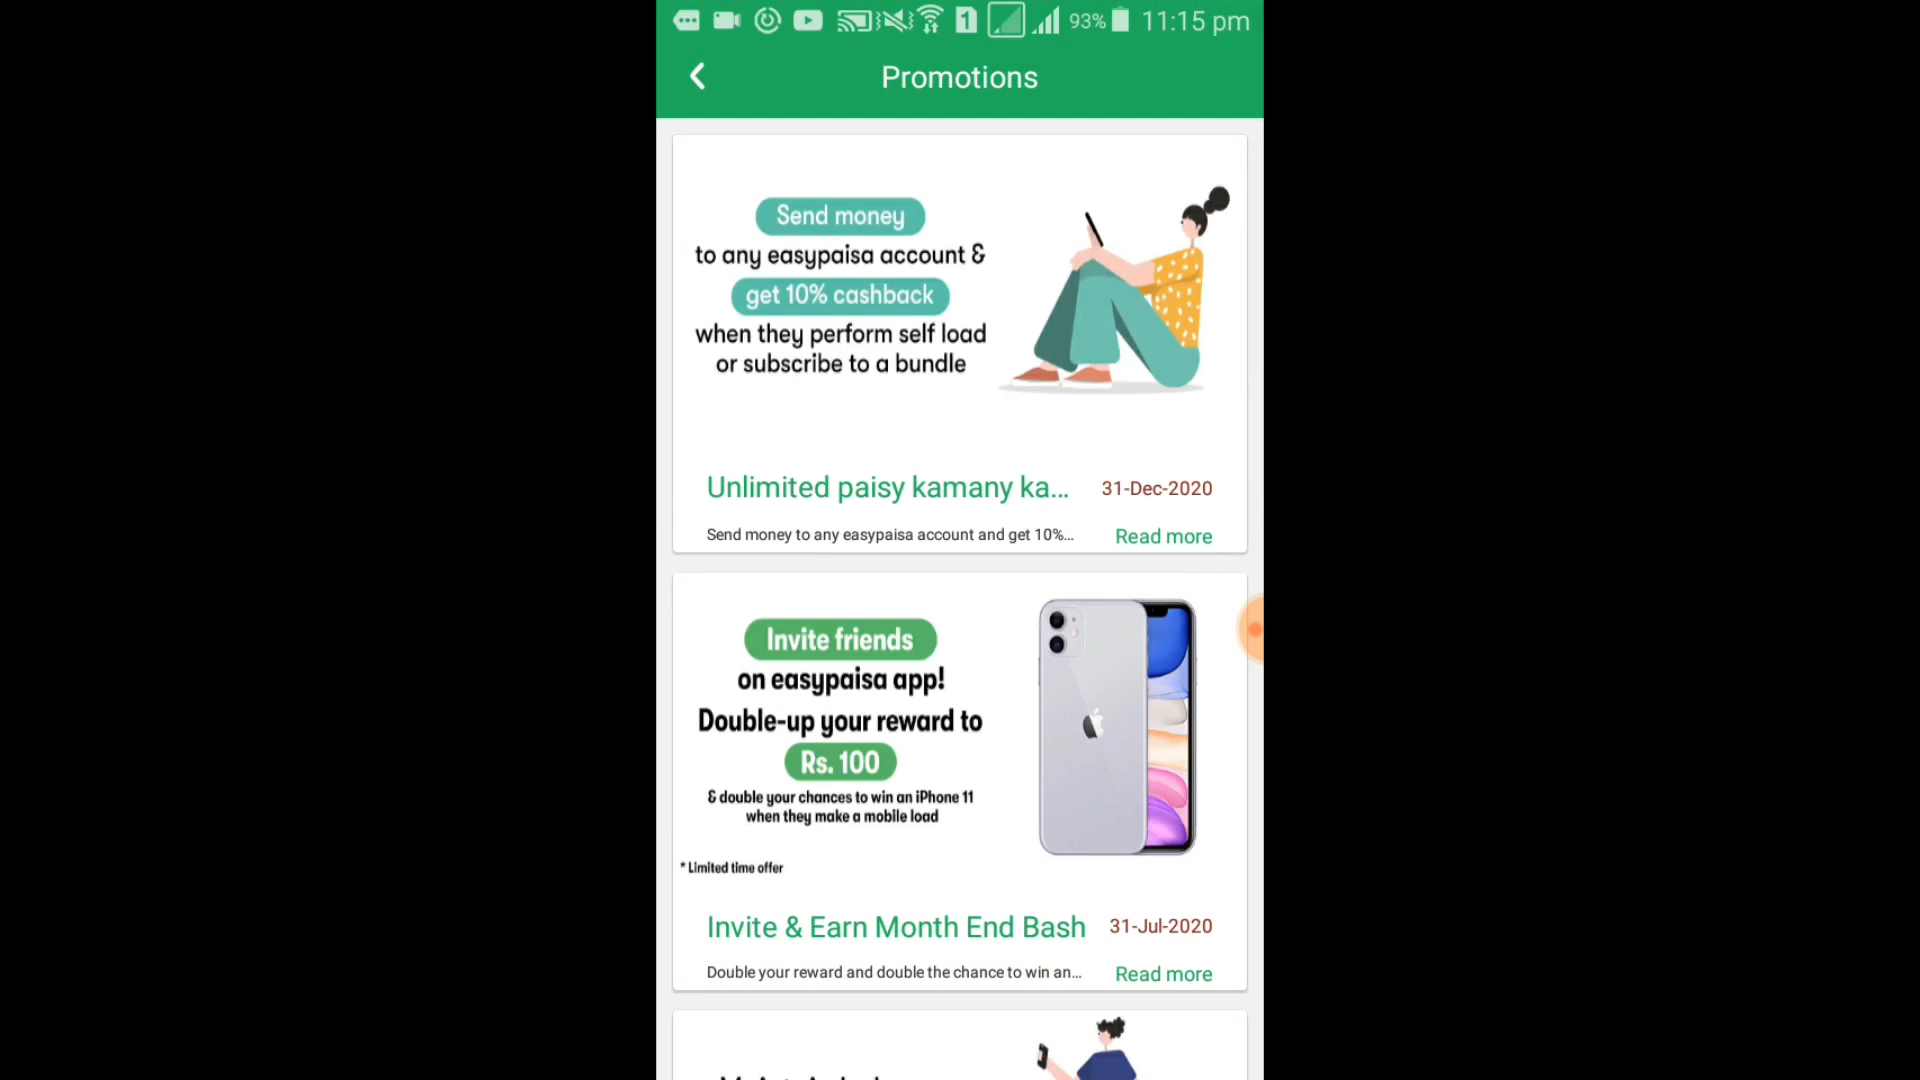 1 93% 11:15 pm
Promotions
Send money
to any easypaisa account &
get 10% cashback
when they perform self load
or subscribe to a bundle
Unlimited paisy kamany ka... 31-Dec-2020
Send money to any easypaisa account and get 10%... Read more
Invite friends
on easypaisa app!
Double-up your reward to
Rs. 100
& double your chances to win an iPhone 11
when they make a mobile load
* Limited time offer
Invite & Earn Month End Bash 31-Jul-2020
Double your reward and double the chance to win an... Read more